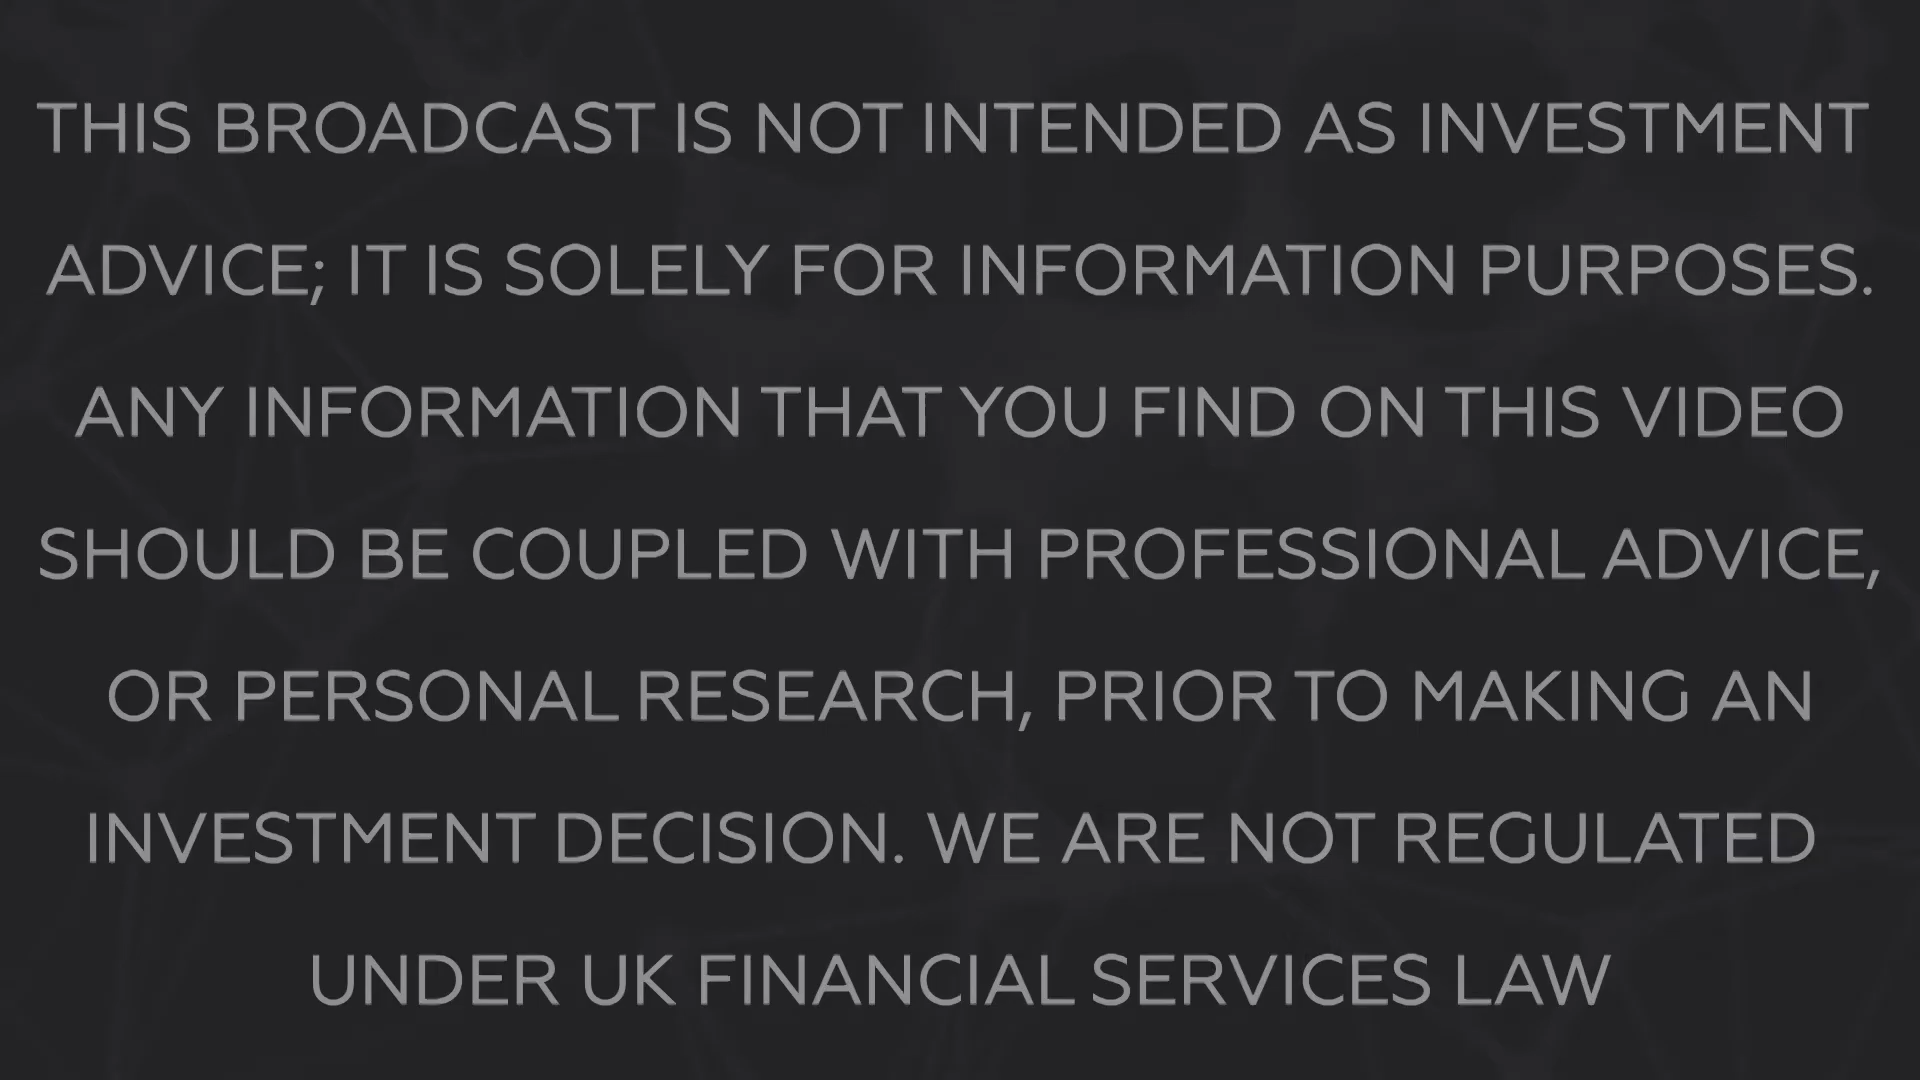 THIS BROADCAST IS NOT INTENDED AS INVESTMENT
ADVICE; IT IS SOLELY FOR INFORMATION PURPOSES.
ANY INFORMATION THAT YOU FIND ON THIS VIDEO
SHOULD BE COUPLED WITH PROFESSIONAL ADVICE,
OR PERSONAL RESEARCH, PRIOR TO MAKING AN
INVESTMENT DECISION. WE ARE NOT REGULATED
UNDER UK FINANCIAL SERVICES LAW